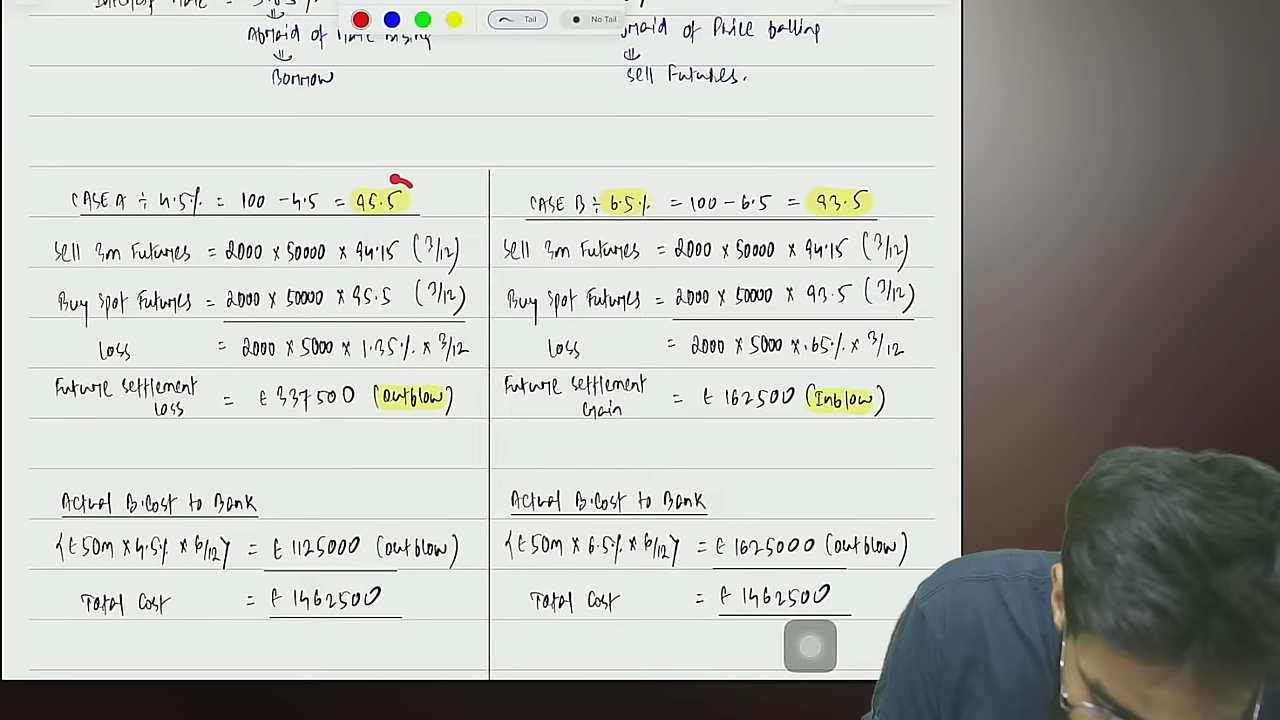 Tail
No Tail
Afraid of Rate rising
Borrow
Afraid of Price falling
Sell Futures.
CASE A ÷ 4.5% = 100 - 4.5 = 95.5
Sell 3m Futures = 2000 x 50000 x 94.15 (3/12)
Buy Spot Futures = 2000 x 50000 x 95.5 (3/12)
Loss = 2000 x 5000 x 1.35% x 3/12
Future Settlement Loss = £ 337500 (Outflow)
Actual B.Cost to Bank
{£50m x 4.5% x 6/12} = £ 1125000 (outflow)
Total Cost = £ 1462500
CASE B ÷ 6.5% = 100 - 6.5 = 93.5
Sell 3m Futures = 2000 x 50000 x 94.15 (3/12)
Buy Spot Futures = 2000 x 50000 x 93.5 (3/12)
Loss = 2000 x 5000 x .65% x 3/12
Future Settlement Gain = £ 162500 (Inflow)
Actual B.Cost to Bank
{£50m x 6.5% x 6/12} = £ 1625000 (outflow)
Total Cost = £ 1462500